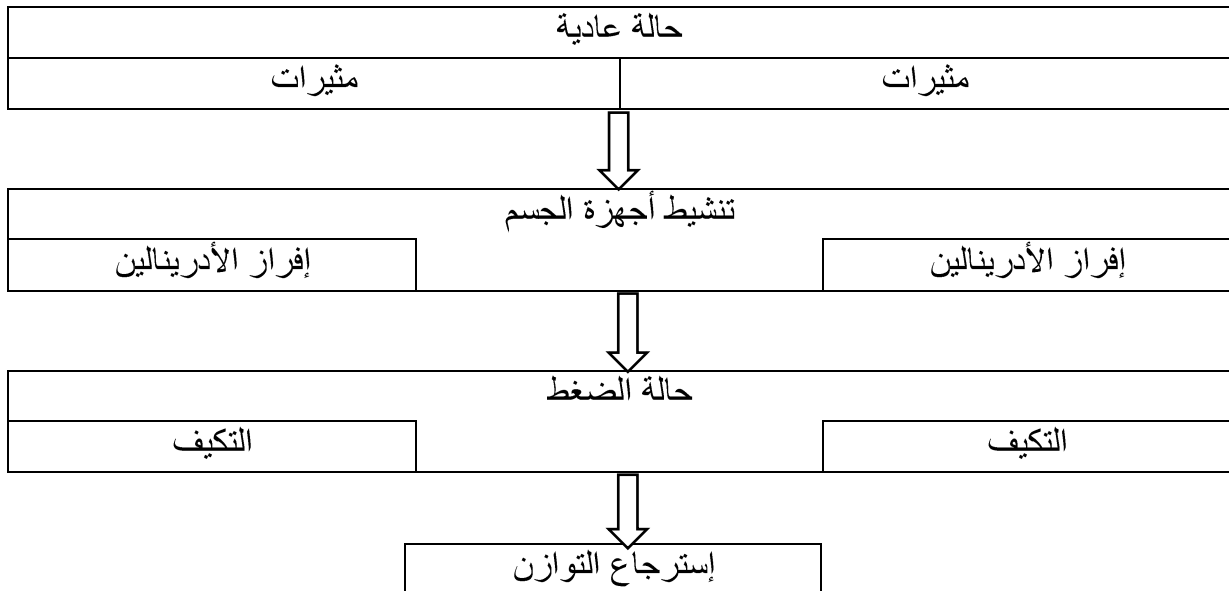 حالة عادية
مثيرات
مثيرات
تنشيط أجهزة الجسم
إفراز الأدرينالين
إفراز الأدرينالين
حالة الضغط
التكيف
التكيف
إسترجاع التوازن